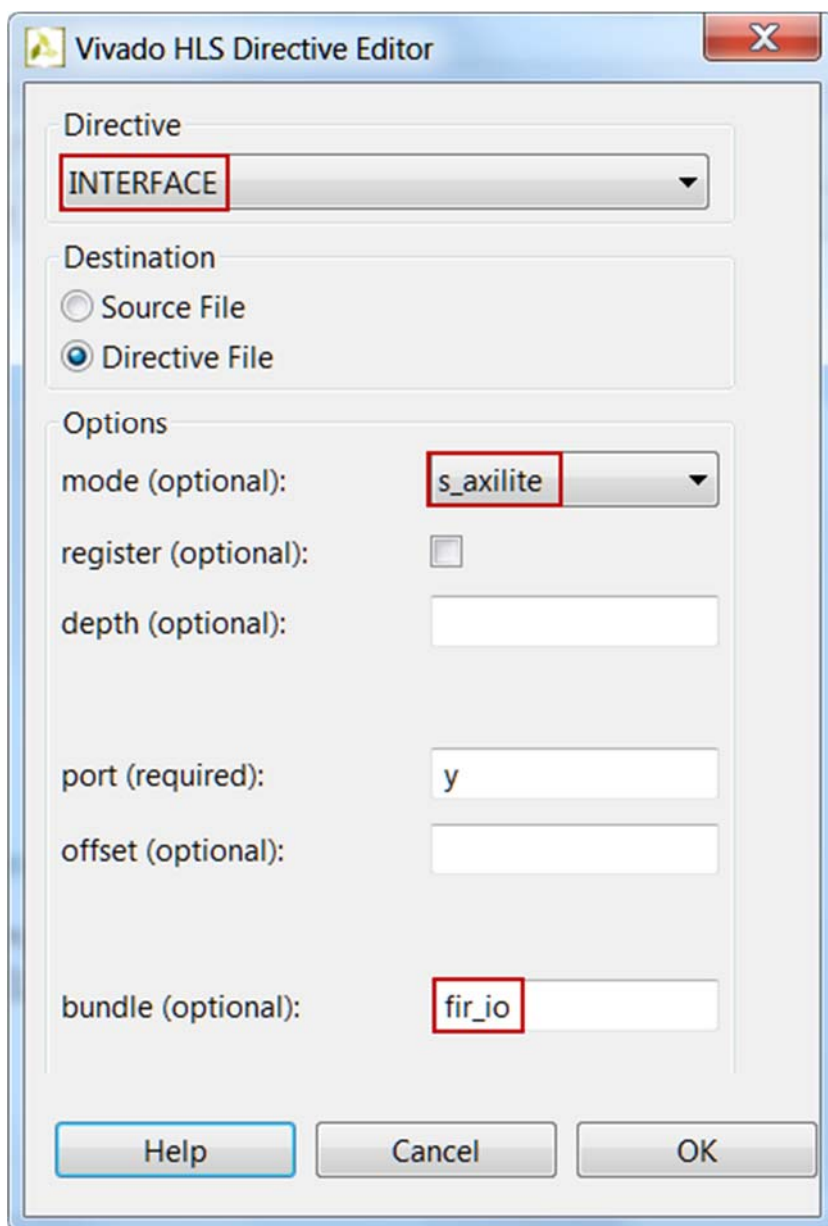 Vivado HLS Directive Editor
Directive
INTERFACE
Destination
Source File
Directive File
Options
mode (optional): s_axilite
register (optional):
depth (optional):
port (required): y
offset (optional):
bundle (optional): fir_io
Help Cancel OK